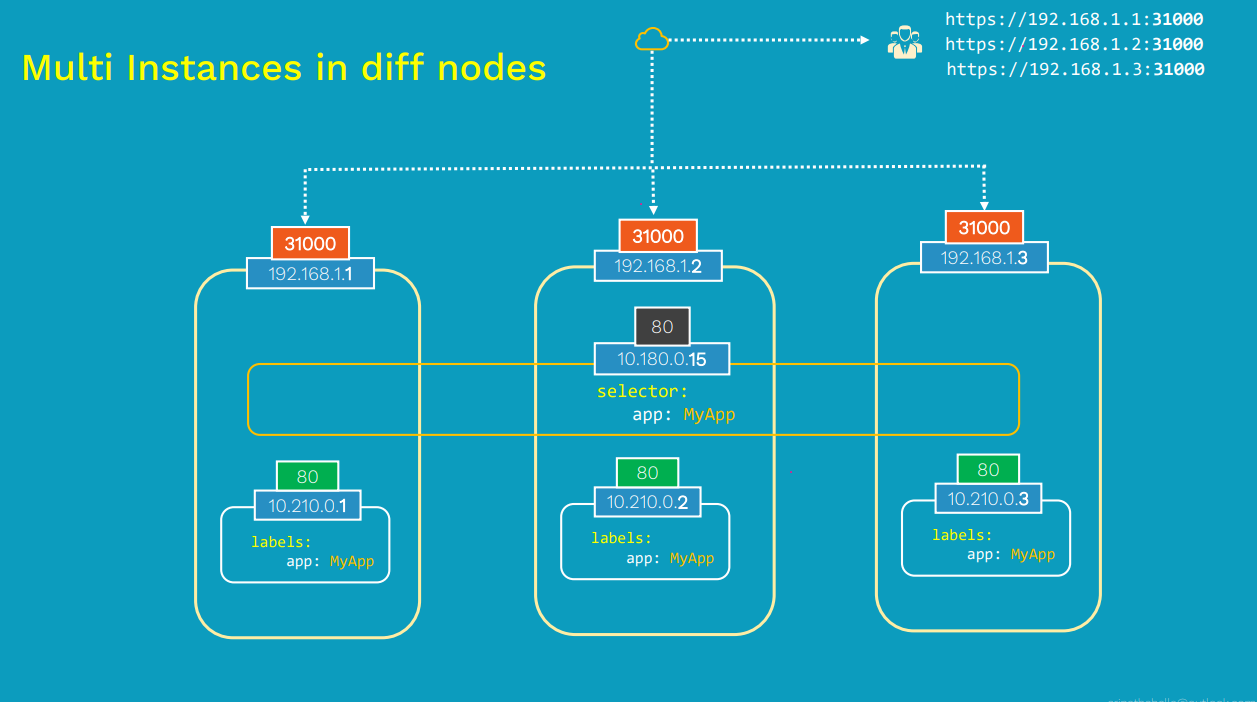 https://192.168.1.1:31000
https://192.168.1.2:31000
https://192.168.1.3:31000
Multi Instances in diff nodes
31000
192.168.1.1
31000
192.168.1.2
31000
192.168.1.3
80
10.180.0.15
selector:
app: MyApp
80
10.210.0.1
labels:
app: MyApp
80
10.210.0.2
labels:
app: MyApp
80
10.210.0.3
labels:
app: MyApp